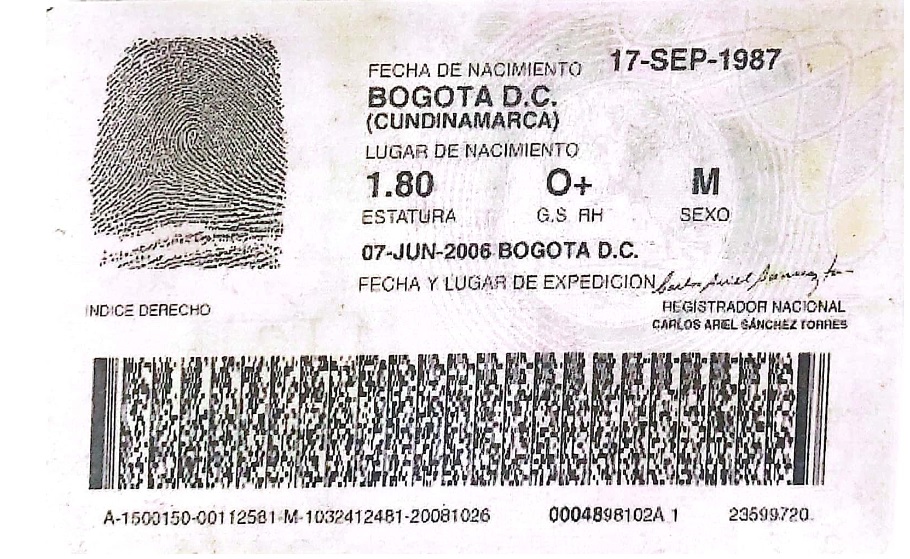 FECHA DE NACIMIENTO 17-SEP-1987
BOGOTA D.C.
(CUNDINAMARCA)
LUGAR DE NACIMIENTO
1.80 O+ M
ESTATURA G.S. RH SEXO
07-JUN-2006 BOGOTA D.C.
FECHA Y LUGAR DE EXPEDICION
INDICE DERECHO
REGISTRADOR NACIONAL
CARLOS ARIEL SÁNCHEZ TORRES
A-1500150-00112581-M-1032412481-20081026 0004898102A 1 23599720